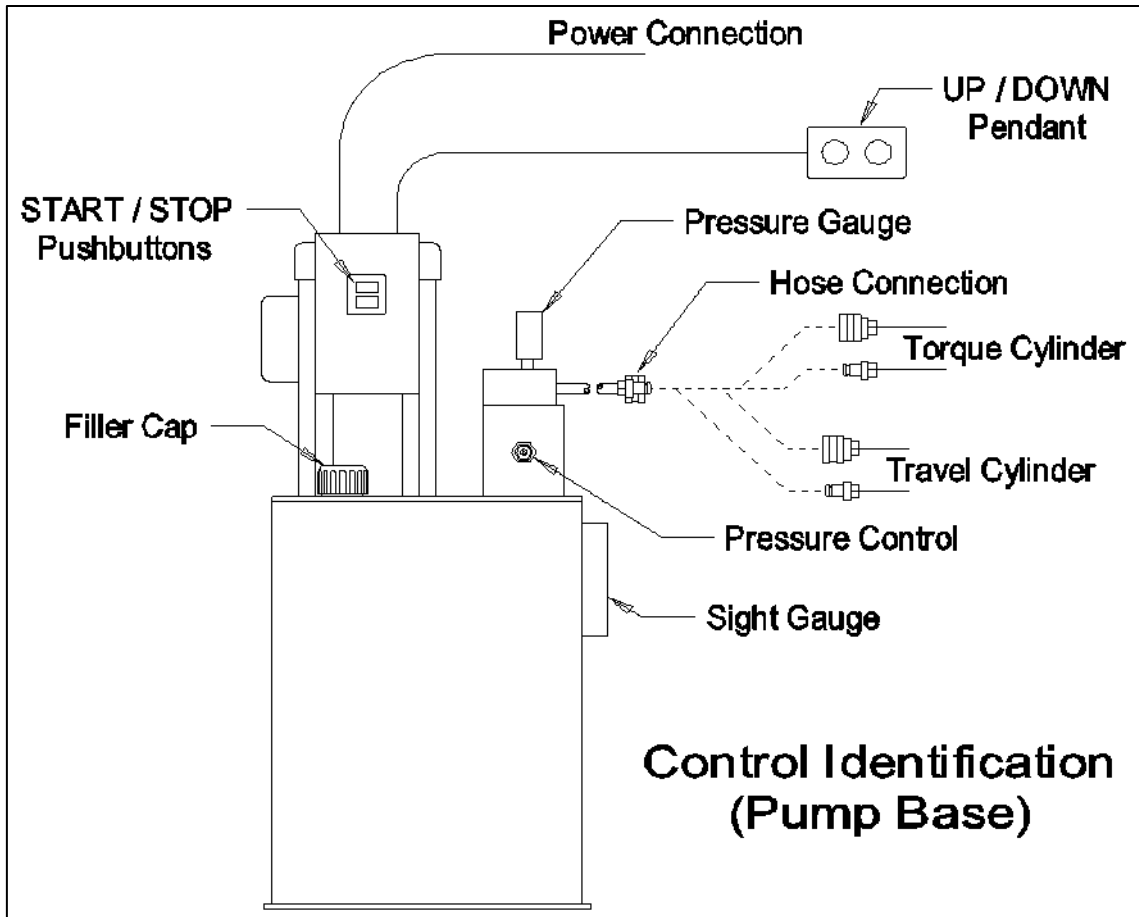 Power Connection
UP / DOWN
Pendant
START / STOP
Pushbuttons
Pressure Gauge
Hose Connection
Torque Cylinder
Filler Cap
Travel Cylinder
Pressure Control
Sight Gauge
Control Identification
(Pump Base)